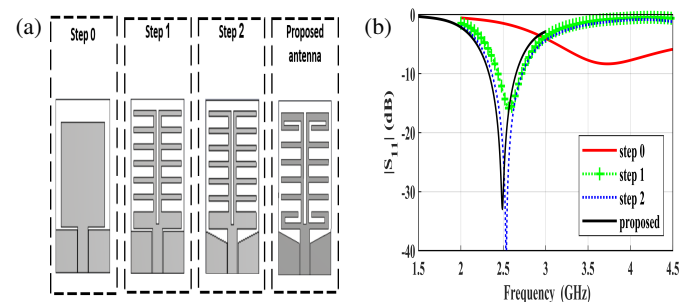 (a)
Step 0
Step 1
Step 2
Proposed
antenna
(b)
0
-10
-20
-30
-40
|S11| (dB)
step 0
step 1
step 2
proposed
1.5 2 2.5 3 3.5 4 4.5
Frequency (GHz)